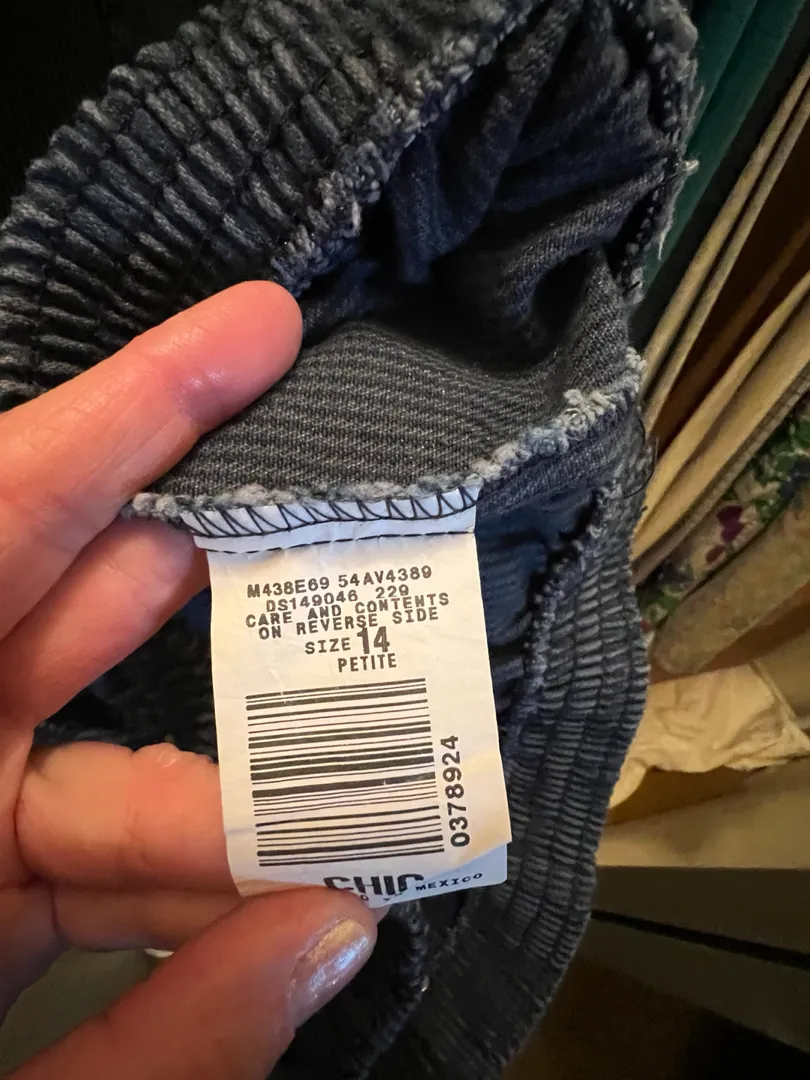 M438E69 54AV4389
DS149046 229
CARE AND CONTENTS
ON REVERSE SIDE
SIZE 14
PETITE
0378924
CHIC
MEXICO